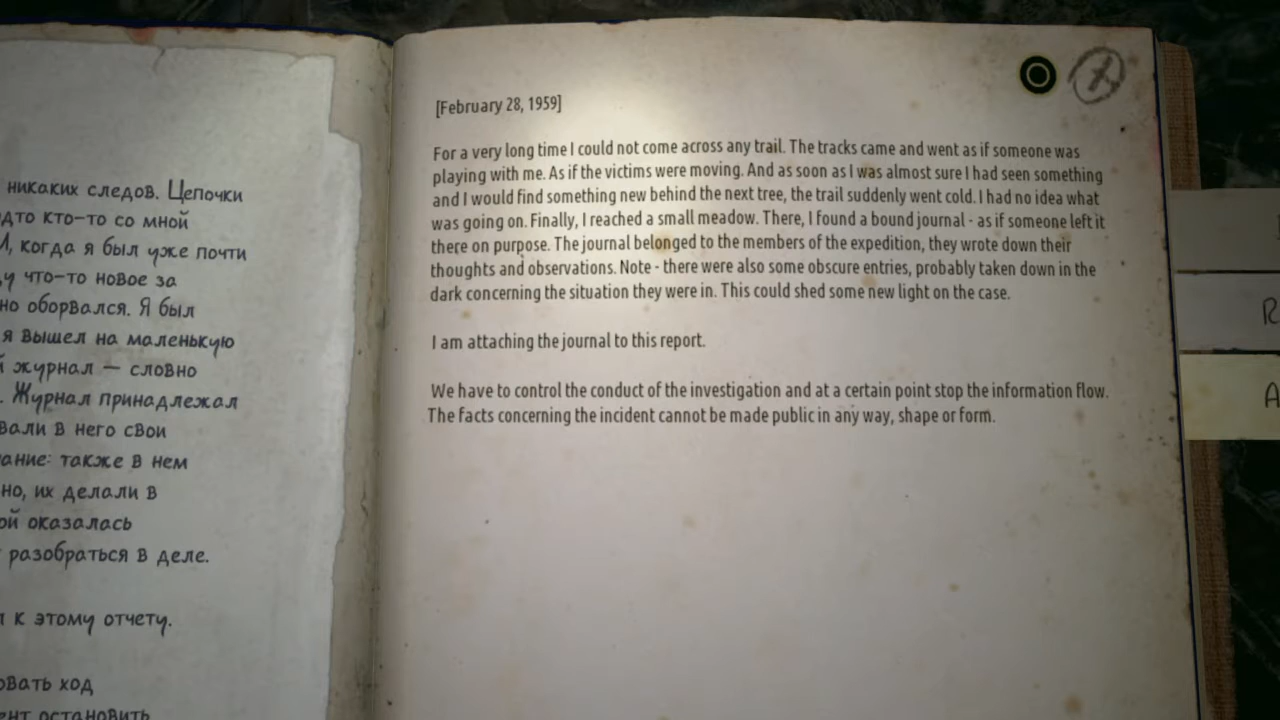 никаких следов. Цепочки
кто-то со мной
И, когда я был уже почти
что-то новое за
оборвался. Я был
я вышел на маленькую
журнал — словно
. Журнал принадлежал
в него свои
также в нем
но, их делали в
оказалась
разобраться в деле.
к этому отчету.
ход
остановить
[February 28, 1959]
For a very long time I could not come across any trail. The tracks came and went as if someone was
playing with me. As if the victims were moving. And as soon as I was almost sure I had seen something
and I would find something new behind the next tree, the trail suddenly went cold. I had no idea what
was going on. Finally, I reached a small meadow. There, I found a bound journal - as if someone left it
there on purpose. The journal belonged to the members of the expedition, they wrote down their
thoughts and observations. Note - there were also some obscure entries, probably taken down in the
dark concerning the situation they were in. This could shed some new light on the case.
I am attaching the journal to this report.
We have to control the conduct of the investigation and at a certain point stop the information flow.
The facts concerning the incident cannot be made public in any way, shape or form.
R
A